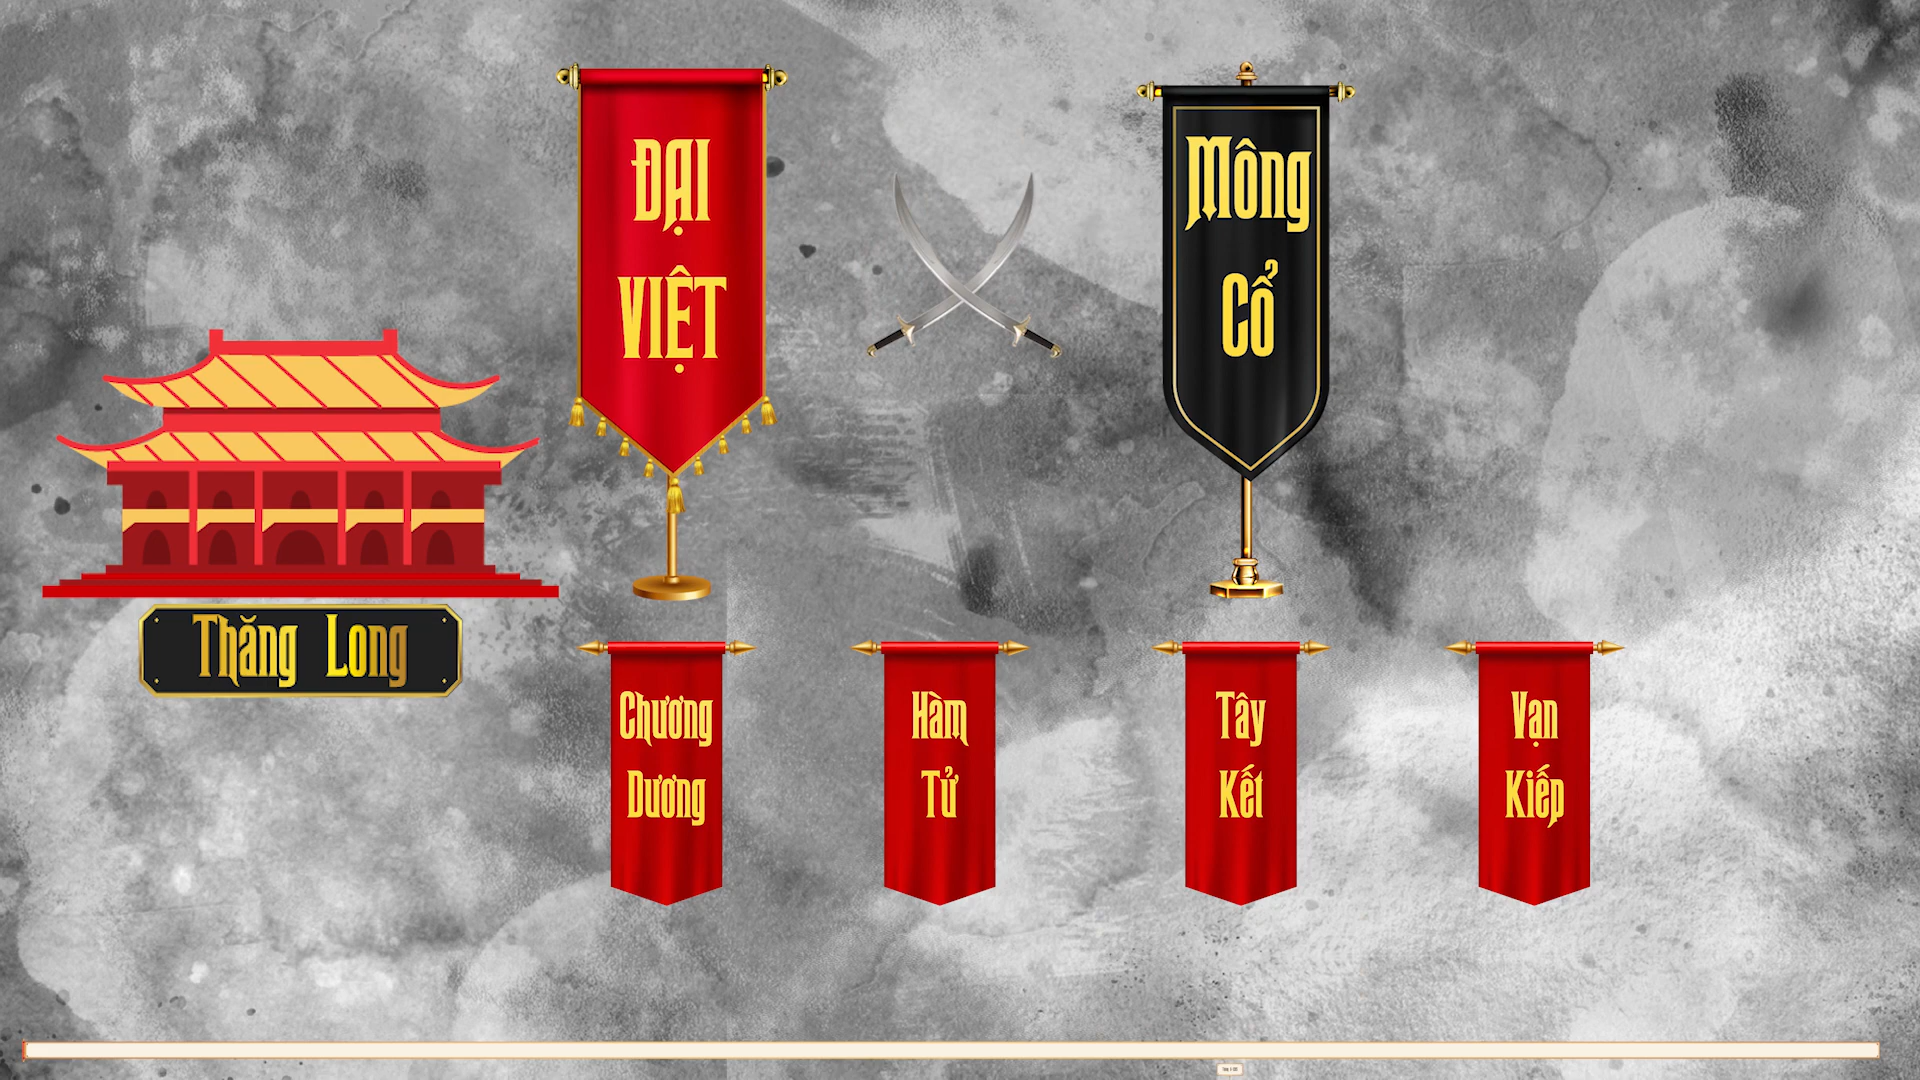 ĐẠI
VIỆT
Mông
Cổ
Thăng Long
Chương
Dương
Hàm
Tử
Tây
Kết
Vạn
Kiếp